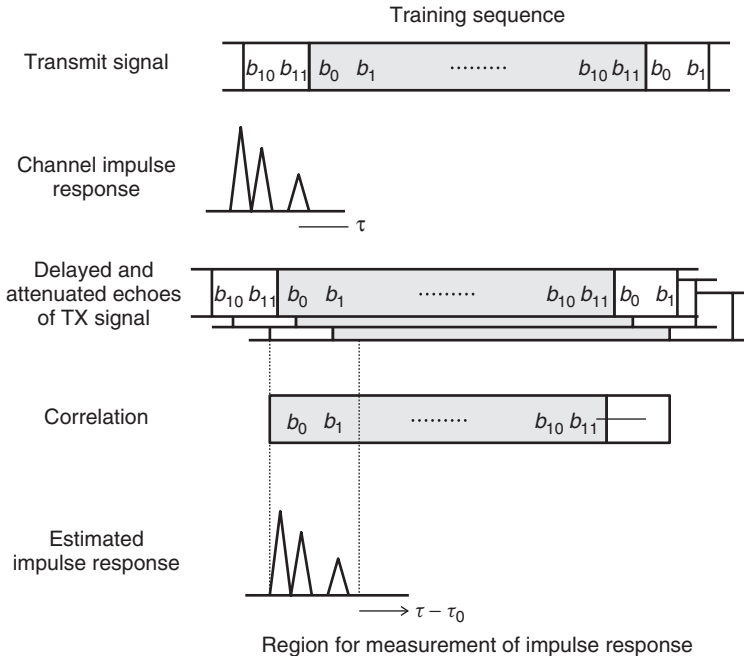 Training sequence
Transmit signal
b10 b11 b0 b1 ......... b10 b11 b0 b1
Channel impulse
response
τ
Delayed and
attenuated echoes
of TX signal
b10 b11 b0 b1 ......... b10 b11 b0 b1
Correlation
b0 b1 ......... b10 b11
Estimated
impulse response
τ − τ0
Region for measurement of impulse response